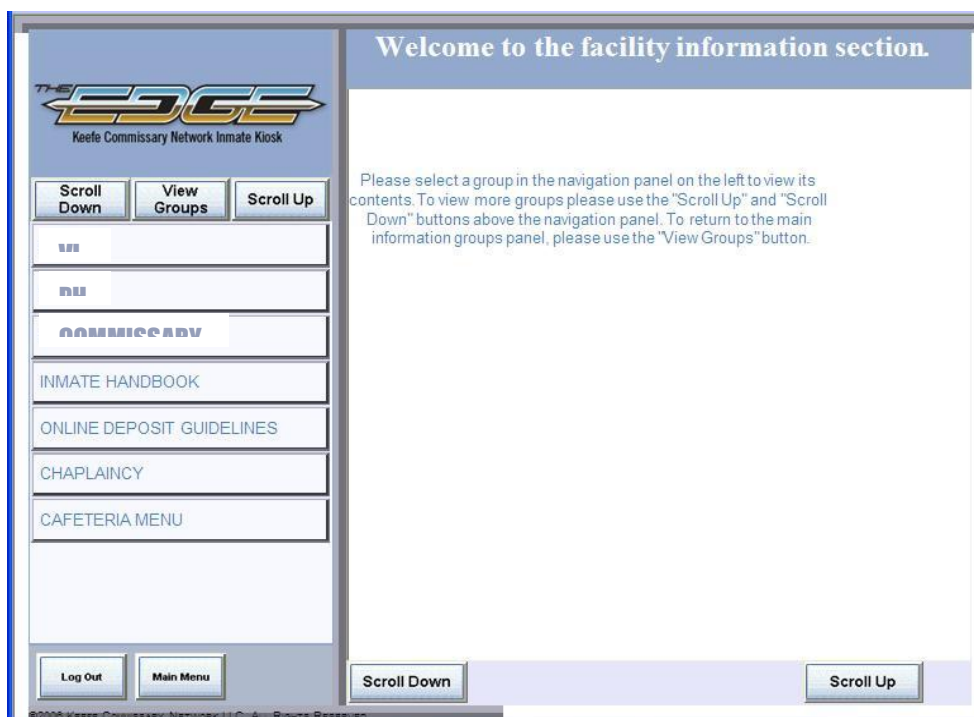 Welcome to the facility information section.
THE EDGE
Keefe Commissary Network Inmate Kiosk
Scroll Down
View Groups
Scroll Up
Please select a group in the navigation panel on the left to view its
contents. To view more groups please use the "Scroll Up" and "Scroll
Down" buttons above the navigation panel. To return to the main
information groups panel, please use the "View Groups" button.
COMMISSARY
INMATE HANDBOOK
ONLINE DEPOSIT GUIDELINES
CHAPLAINCY
CAFETERIA MENU
Log Out
Main Menu
Scroll Down
Scroll Up